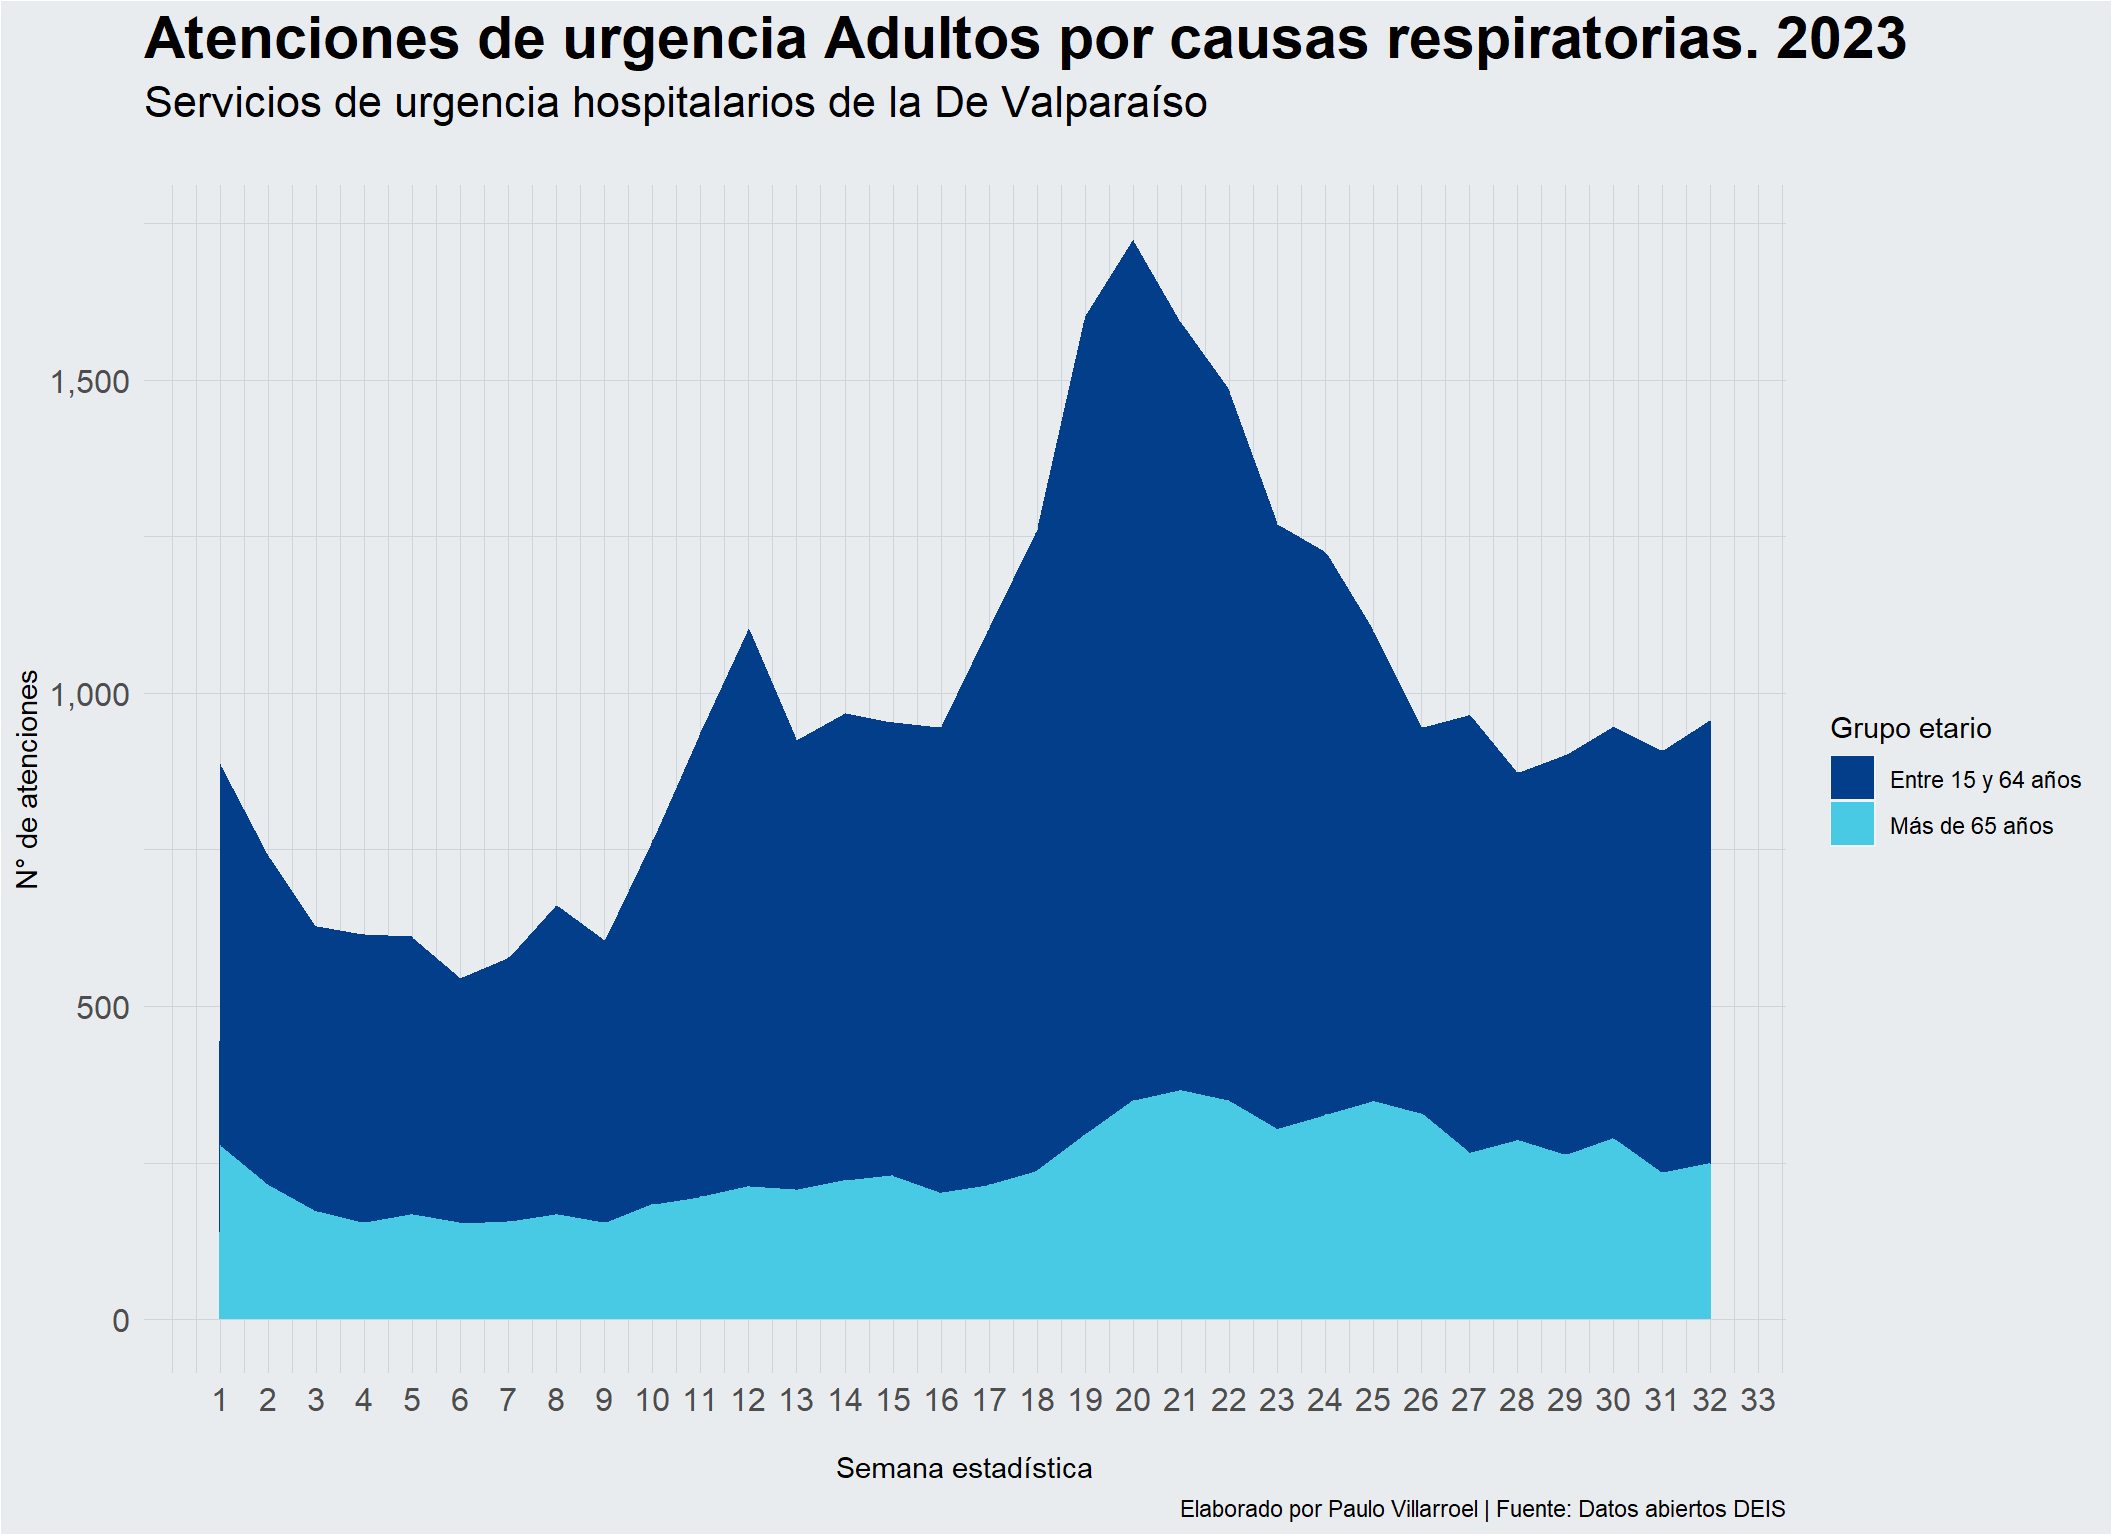 Atenciones de urgencia Adultos por causas respiratorias. 2023
Servicios de urgencia hospitalarios de la De Valparaíso
N° de atenciones
1,500
1,000
500
0
1 2 3 4 5 6 7 8 9 10 11 12 13 14 15 16 17 18 19 20 21 22 23 24 25 26 27 28 29 30 31 32 33
Semana estadística
Grupo etario
Entre 15 y 64 años
Más de 65 años
Elaborado por Paulo Villarroel | Fuente: Datos abiertos DEIS